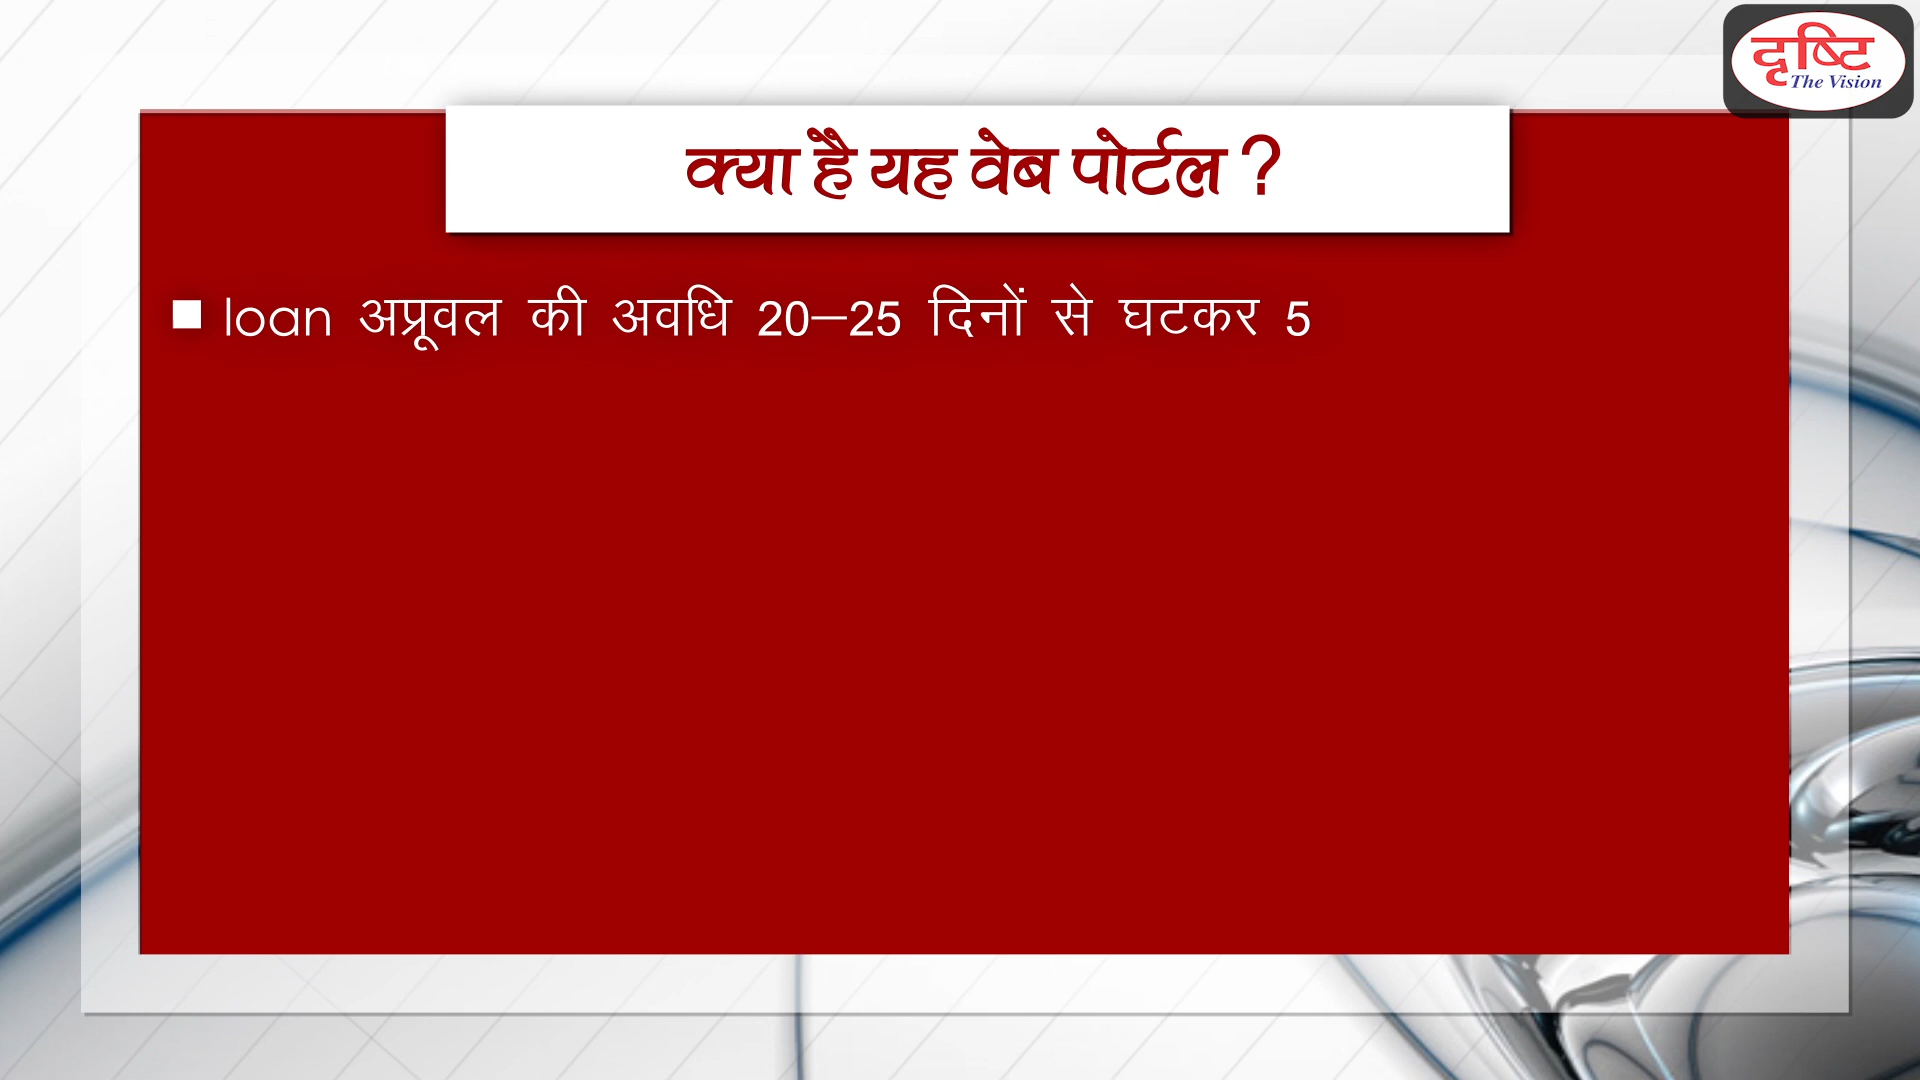 दृष्टि
The Vision
क्या है यह वेब पोर्टल ?
loan अप्रूवल की अवधि 20–25 दिनों से घटकर 5